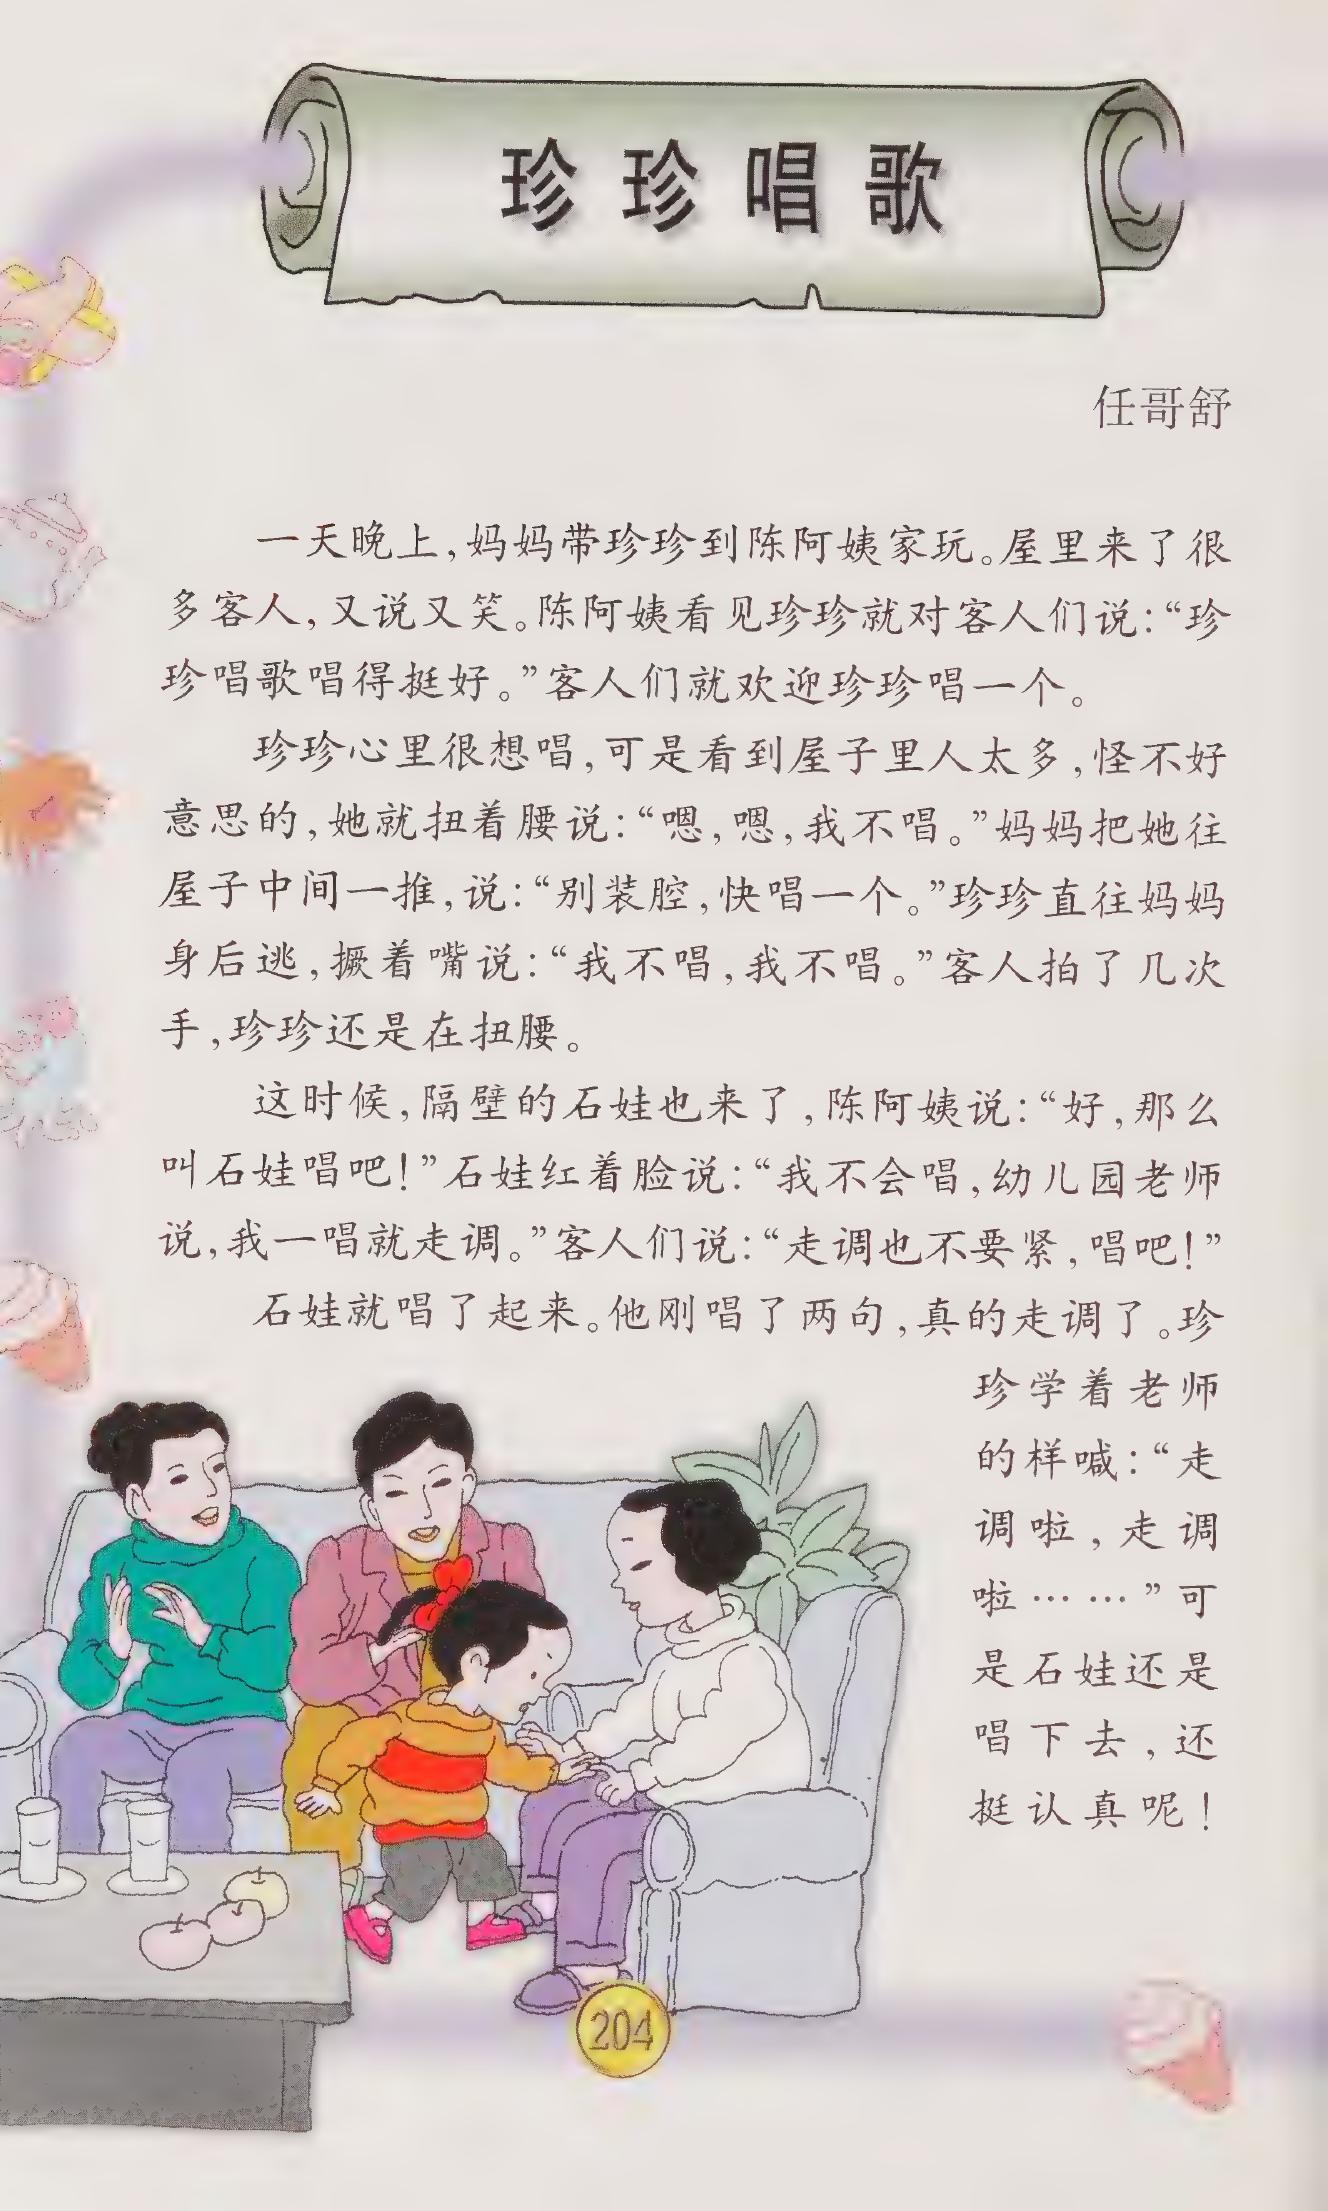 珍珍唱歌
任哥舒
一天晚上,妈妈带珍珍到陈阿姨家玩。屋里来了很
多客人,又说又笑。陈阿姨看见珍珍就对客人们说:“珍
珍唱歌唱得挺好。”客人们就欢迎珍珍唱一个。
珍珍心里很想唱,可是看到屋子里人太多,怪不好
意思的,她就扭着腰说:“嗯,嗯,我不唱。”妈妈把她往
屋子中间一推,说:“别装腔,快唱一个。”珍珍直往妈妈
身后逃,撅着嘴说:“我不唱,我不唱。”客人拍了几次
手,珍珍还是在扭腰。
这时候,隔壁的石娃也来了,陈阿姨说:“好,那么
叫石娃唱吧!”石娃红着脸说:“我不会唱,幼儿园老师
说,我一唱就走调。”客人们说:“走调也不要紧,唱吧!”
石娃就唱了起来。他刚唱了两句,真的走调了。珍
珍学着老师
的样喊:“走
调啦,走调
啦……”可
是石娃还是
唱下去,还
挺认真呢!
204